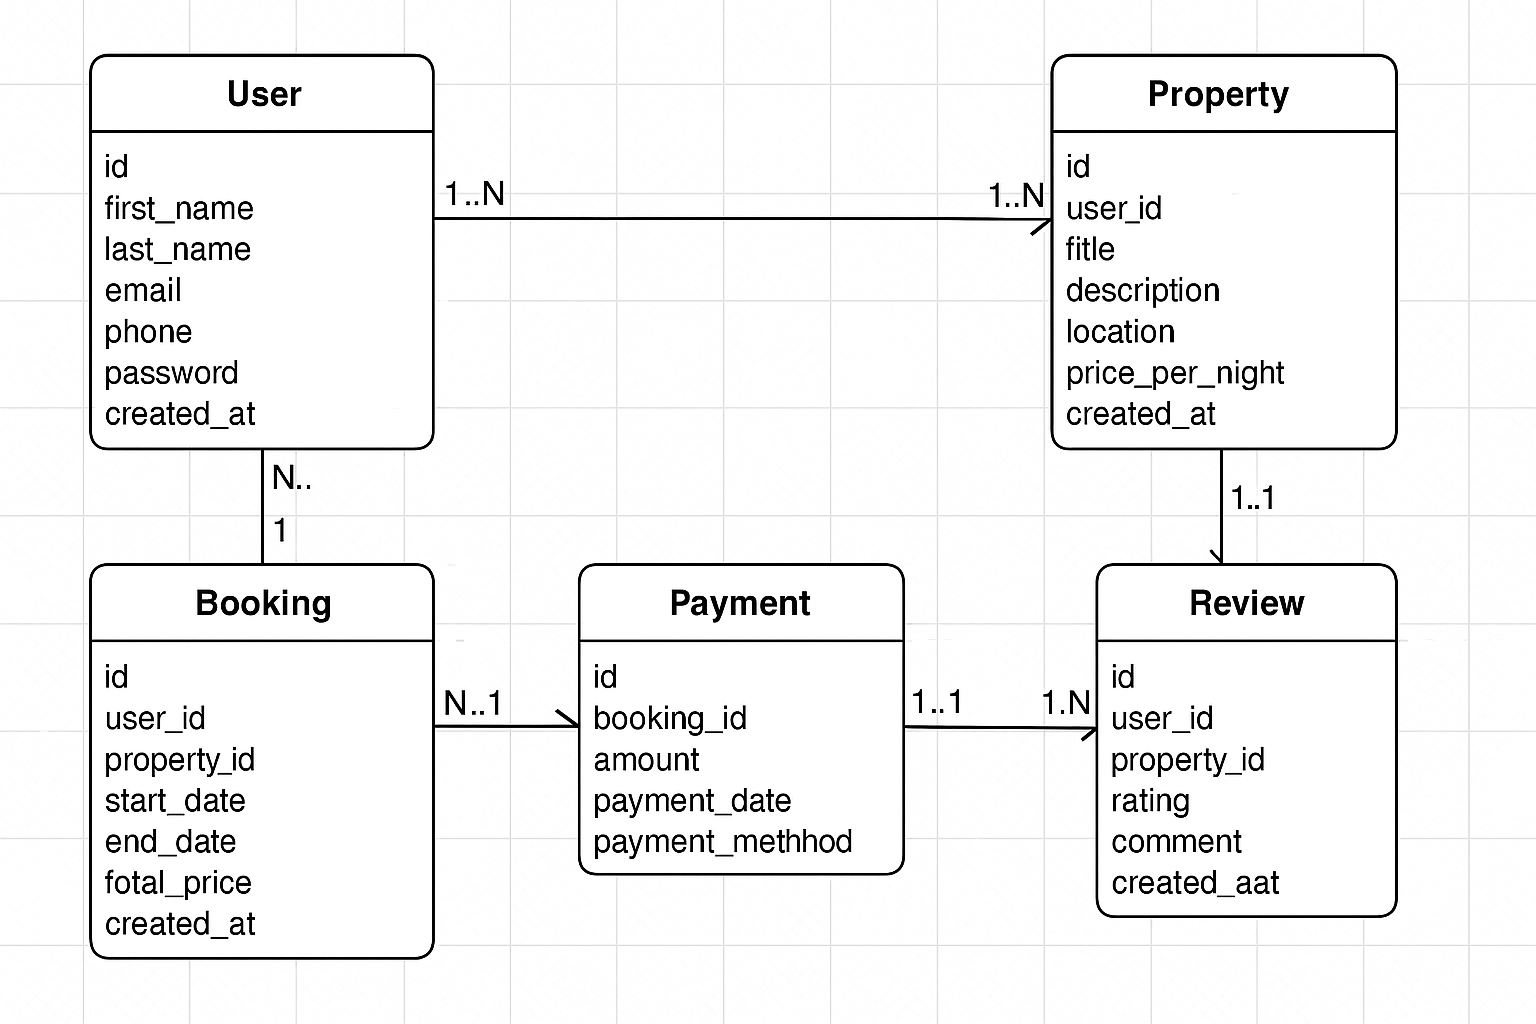 User
id
first_name
last_name
email
phone
password
created_at
1..N
1..N
Property
id
user_id
fitle
description
location
price_per_night
created_at
N..
1
1..1
Booking
id
user_id
property_id
start_date
end_date
fotal_price
created_at
N..1
Payment
id
booking_id
amount
payment_date
payment_methhod
1..1
1.N
Review
id
user_id
property_id
rating
comment
created_aat